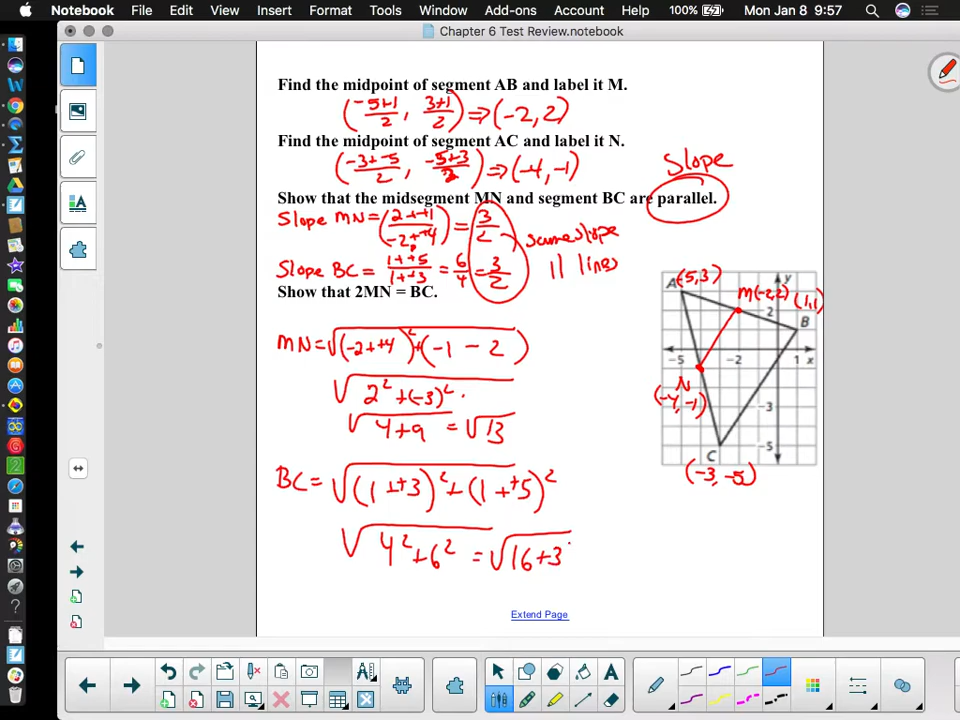 Notebook File Edit View Insert Format Tools Window Add-ons Account Help 100% Mon Jan 8 9:57
Chapter 6 Test Review.notebook
Find the midpoint of segment AB and label it M.
(-5+1/2, 3+1/2) ⇒ (-2, 2)
Find the midpoint of segment AC and label it N.
(-3+-5/2, -5+3/2) ⇒ (-4, -1)
Slope
Show that the midsegment MN and segment BC are parallel.
Slope MN = (2++1/-2++4) = 3/2
same slope
|| lines
Slope BC = 1++5/1++3 = 6/4 = 3/2
Show that 2MN = BC.
MN = √(-2++4)²+(-1 - 2)
√2²+(-3)²
√4+9 = √13
BC = √(1++3)²+(1++5)²
√4²+6² = √16+3
A (-5,3)
M(-2,2) (1,1)
y
2
B
-5 -2 1 x
N
(-4,-1)
-3
-5
C
(-3, -5)
Extend Page